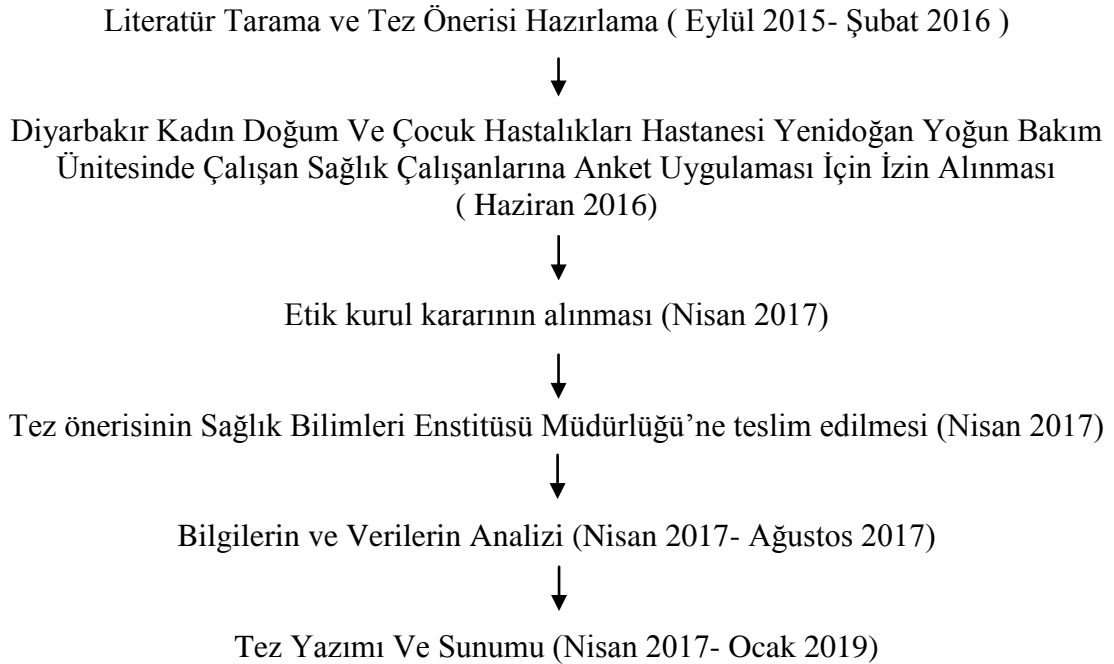 Literatür Tarama ve Tez Önerisi Hazırlama ( Eylül 2015- Şubat 2016 )
Diyarbakır Kadın Doğum Ve Çocuk Hastalıkları Hastanesi Yenidoğan Yoğun Bakım
Ünitesinde Çalışan Sağlık Çalışanlarına Anket Uygulaması İçin İzin Alınması
( Haziran 2016)
Etik kurul kararının alınması (Nisan 2017)
Tez önerisinin Sağlık Bilimleri Enstitüsü Müdürlüğü’ne teslim edilmesi (Nisan 2017)
Bilgilerin ve Verilerin Analizi (Nisan 2017- Ağustos 2017)
Tez Yazımı Ve Sunumu (Nisan 2017- Ocak 2019)